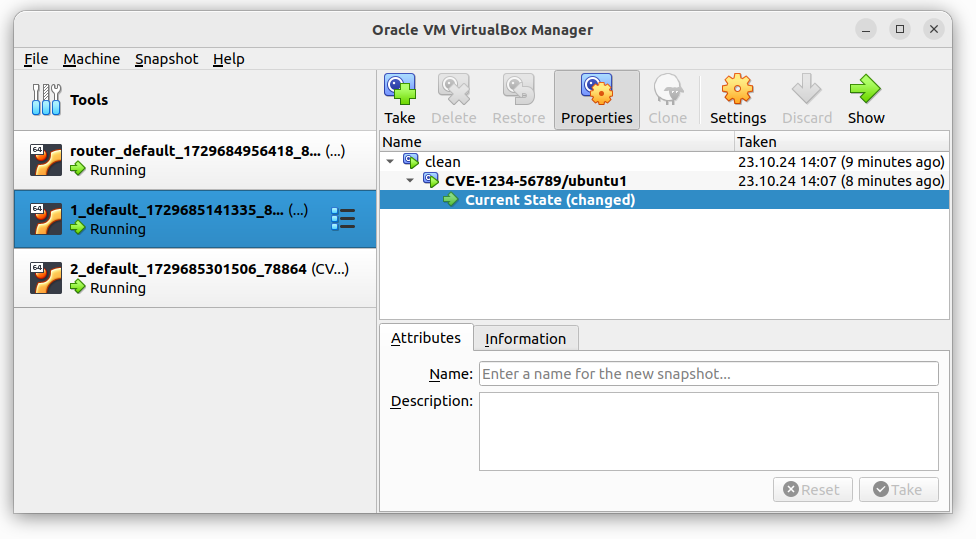 Oracle VM VirtualBox Manager
File Machine Snapshot Help
Tools
64
router_default_1729684956418_8... (...)
Running
64
1_default_1729685141335_8... (...)
Running
64
2_default_1729685301506_78864 (CV...)
Running
Take Delete Restore Properties Clone Settings Discard Show
Name Taken
clean 23.10.24 14:07 (9 minutes ago)
CVE-1234-56789/ubuntu1 23.10.24 14:07 (8 minutes ago)
Current State (changed)
Attributes Information
Name: Enter a name for the new snapshot...
Description:
Reset Take